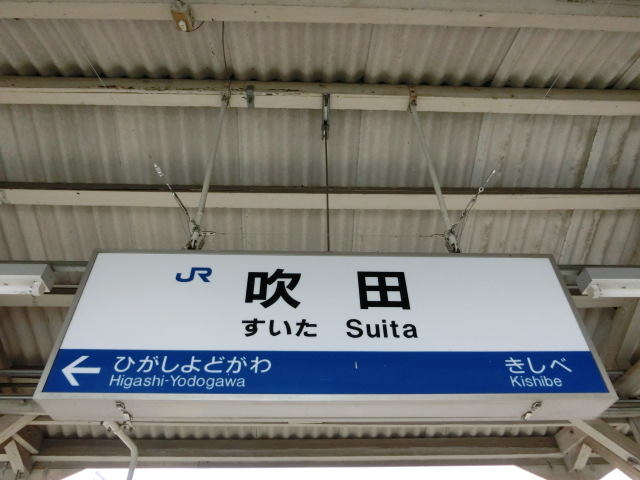 JR 吹田
すいた Suita
← ひがしよどがわ きしべ
Higashi-Yodogawa Kishibe